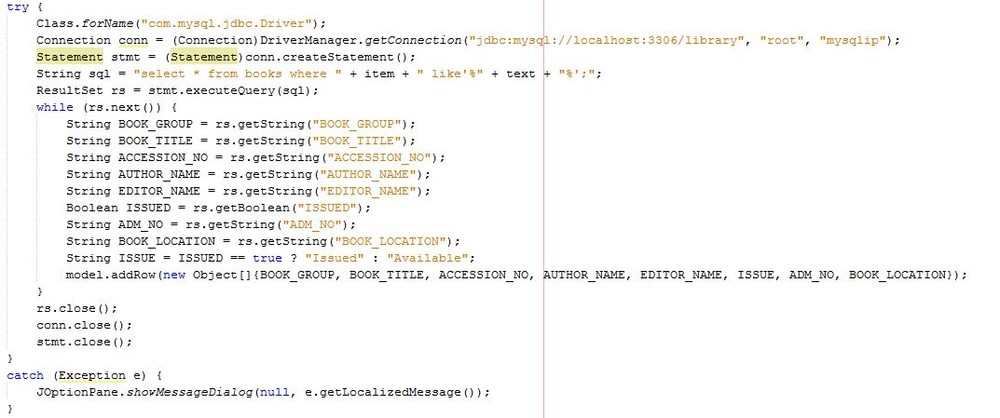 try {
Class.forName("com.mysql.jdbc.Driver");
Connection conn = (Connection)DriverManager.getConnection("jdbc:mysql://localhost:3306/library", "root", "mysqlip");
Statement stmt = (Statement)conn.createStatement();
String sql = "select * from books where " + item + " like'%" + text + "%';";
ResultSet rs = stmt.executeQuery(sql);
while (rs.next()) {
String BOOK_GROUP = rs.getString("BOOK_GROUP");
String BOOK_TITLE = rs.getString("BOOK_TITLE");
String ACCESSION_NO = rs.getString("ACCESSION_NO");
String AUTHOR_NAME = rs.getString("AUTHOR_NAME");
String EDITOR_NAME = rs.getString("EDITOR_NAME");
Boolean ISSUED = rs.getBoolean("ISSUED");
String ADM_NO = rs.getString("ADM_NO");
String BOOK_LOCATION = rs.getString("BOOK_LOCATION");
String ISSUE = ISSUED == true ? "Issued" : "Available";
model.addRow(new Object[]{BOOK_GROUP, BOOK_TITLE, ACCESSION_NO, AUTHOR_NAME, EDITOR_NAME, ISSUE, ADM_NO, BOOK_LOCATION});
}
rs.close();
conn.close();
stmt.close();
}
catch (Exception e) {
JOptionPane.showMessageDialog(null, e.getLocalizedMessage());
}